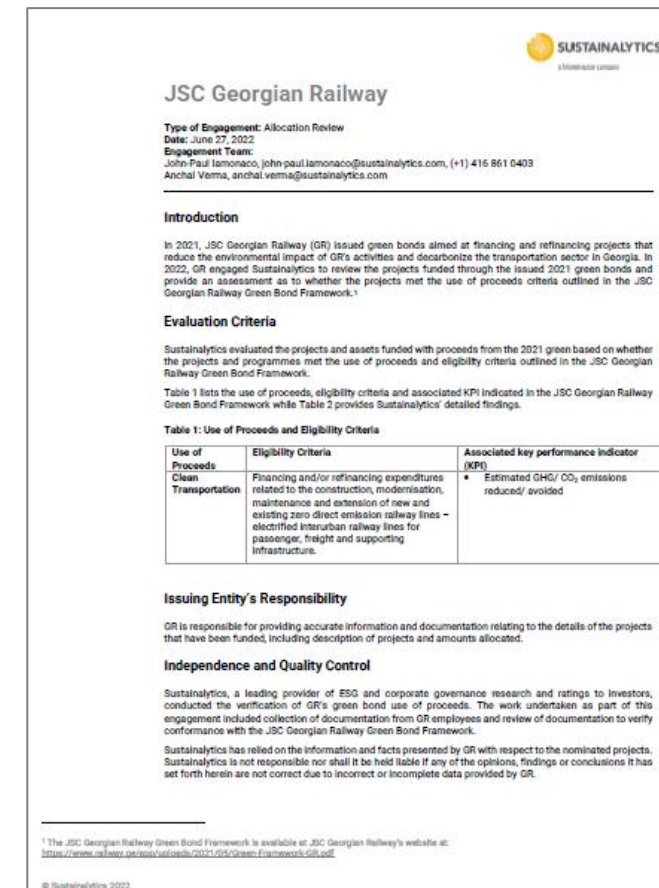 SUSTAINALYTICS
a Morningstar company
JSC Georgian Railway
Type of Engagement: Allocation Review
Date: June 27, 2022
Engagement Team:
John-Paul Iamonaco, john-paul.iamonaco@sustainalytics.com, (+1) 416 861 0403
Anchal Verma, anchal.verma@sustainalytics.com
Introduction
In 2021, JSC Georgian Railway (GR) issued green bonds aimed at financing and refinancing projects that
reduce the environmental impact of GR's activities and decarbonize the transportation sector in Georgia. In
2022, GR engaged Sustainalytics to review the projects funded through the issued 2021 green bonds and
provide an assessment as to whether the projects met the use of proceeds criteria outlined in the JSC
Georgian Railway Green Bond Framework.¹
Evaluation Criteria
Sustainalytics evaluated the projects and assets funded with proceeds from the 2021 green based on whether
the projects and programmes met the use of proceeds and eligibility criteria outlined in the JSC Georgian
Railway Green Bond Framework.
Table 1 lists the use of proceeds, eligibility criteria and associated KPI indicated in the JSC Georgian Railway
Green Bond Framework while Table 2 provides Sustainalytics' detailed findings.
Table 1: Use of Proceeds and Eligibility Criteria
Use of
Proceeds
Eligibility Criteria
Associated key performance indicator
(KPI)
Clean
Transportation
Financing and/or refinancing expenditures
related to the construction, modernisation,
maintenance and extension of new and
existing zero direct emission railway lines –
electrified interurban railway lines for
passenger, freight and supporting
infrastructure.
• Estimated GHG/ CO₂ emissions
reduced/ avoided
Issuing Entity's Responsibility
GR is responsible for providing accurate information and documentation relating to the details of the projects
that have been funded, including description of projects and amounts allocated.
Independence and Quality Control
Sustainalytics, a leading provider of ESG and corporate governance research and ratings to investors,
conducted the verification of GR's green bond use of proceeds. The work undertaken as part of this
engagement included collection of documentation from GR employees and review of documentation to verify
conformance with the JSC Georgian Railway Green Bond Framework.
Sustainalytics has relied on the information and facts presented by GR with respect to the nominated projects.
Sustainalytics is not responsible nor shall it be held liable if any of the opinions, findings or conclusions it has
set forth herein are not correct due to incorrect or incomplete data provided by GR.
¹ The JSC Georgian Railway Green Bond Framework is available at JSC Georgian Railway's website at:
https://www.railway.ge/app/uploads/2021/05/Green-Framework-GR.pdf
© Sustainalytics 2022